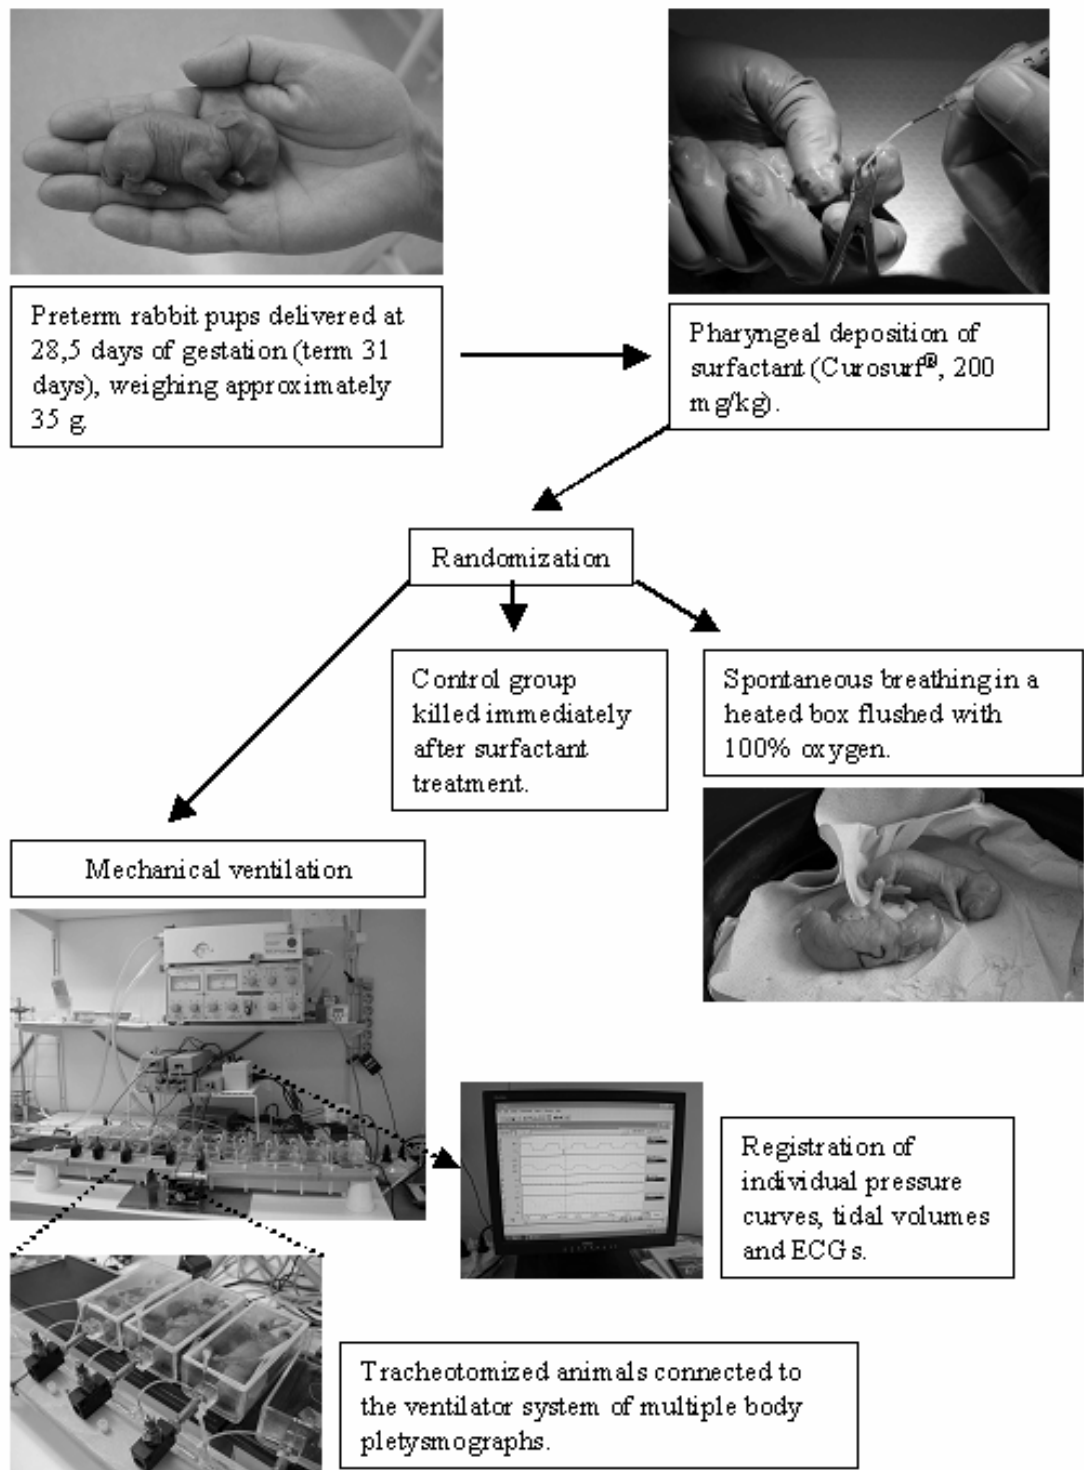 Preterm rabbit pups delivered at
28,5 days of gestation (term 31
days), weighing approximately
35 g.
Pharyngeal deposition of
surfactant (Curosurf®, 200
mg/kg).
Randomization
Control group
killed immediately
after surfactant
treatment.
Spontaneous breathing in a
heated box flushed with
100% oxygen.
Mechanical ventilation
Registration of
individual pressure
curves, tidal volumes
and ECGs.
Tracheotomized animals connected to
the ventilator system of multiple body
pletysmographs.